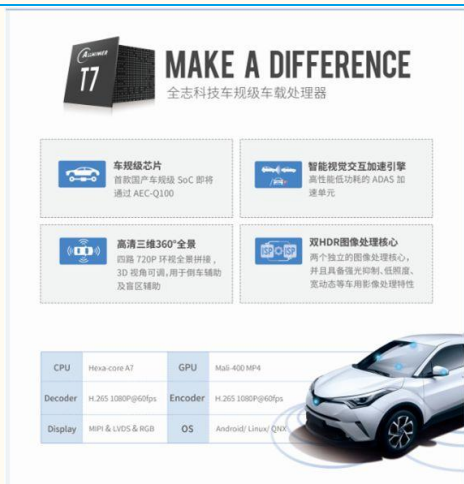 ALLWINNER
T7
MAKE A DIFFERENCE
全志科技车规级车载处理器
车规级芯片
首款国产车规级 SoC 即将
通过 AEC-Q100
智能视觉交互加速引擎
高性能低功耗的 ADAS 加
速单元
高清三维360°全景
四路 720P 环视全景拼接，
3D 视角可调，用于倒车辅助
及盲区辅助
双HDR图像处理核心
两个独立的图像处理核心，
并且具备强光抑制、低照度、
宽动态等车用影像处理特性
ISP ISP
CPU Hexa-core A7 GPU Mali-400 MP4
Decoder H.265 1080P@60fps Encoder H.265 1080P@60fps
Display MIPI & LVDS & RGB OS Android/ Linux/ QNX